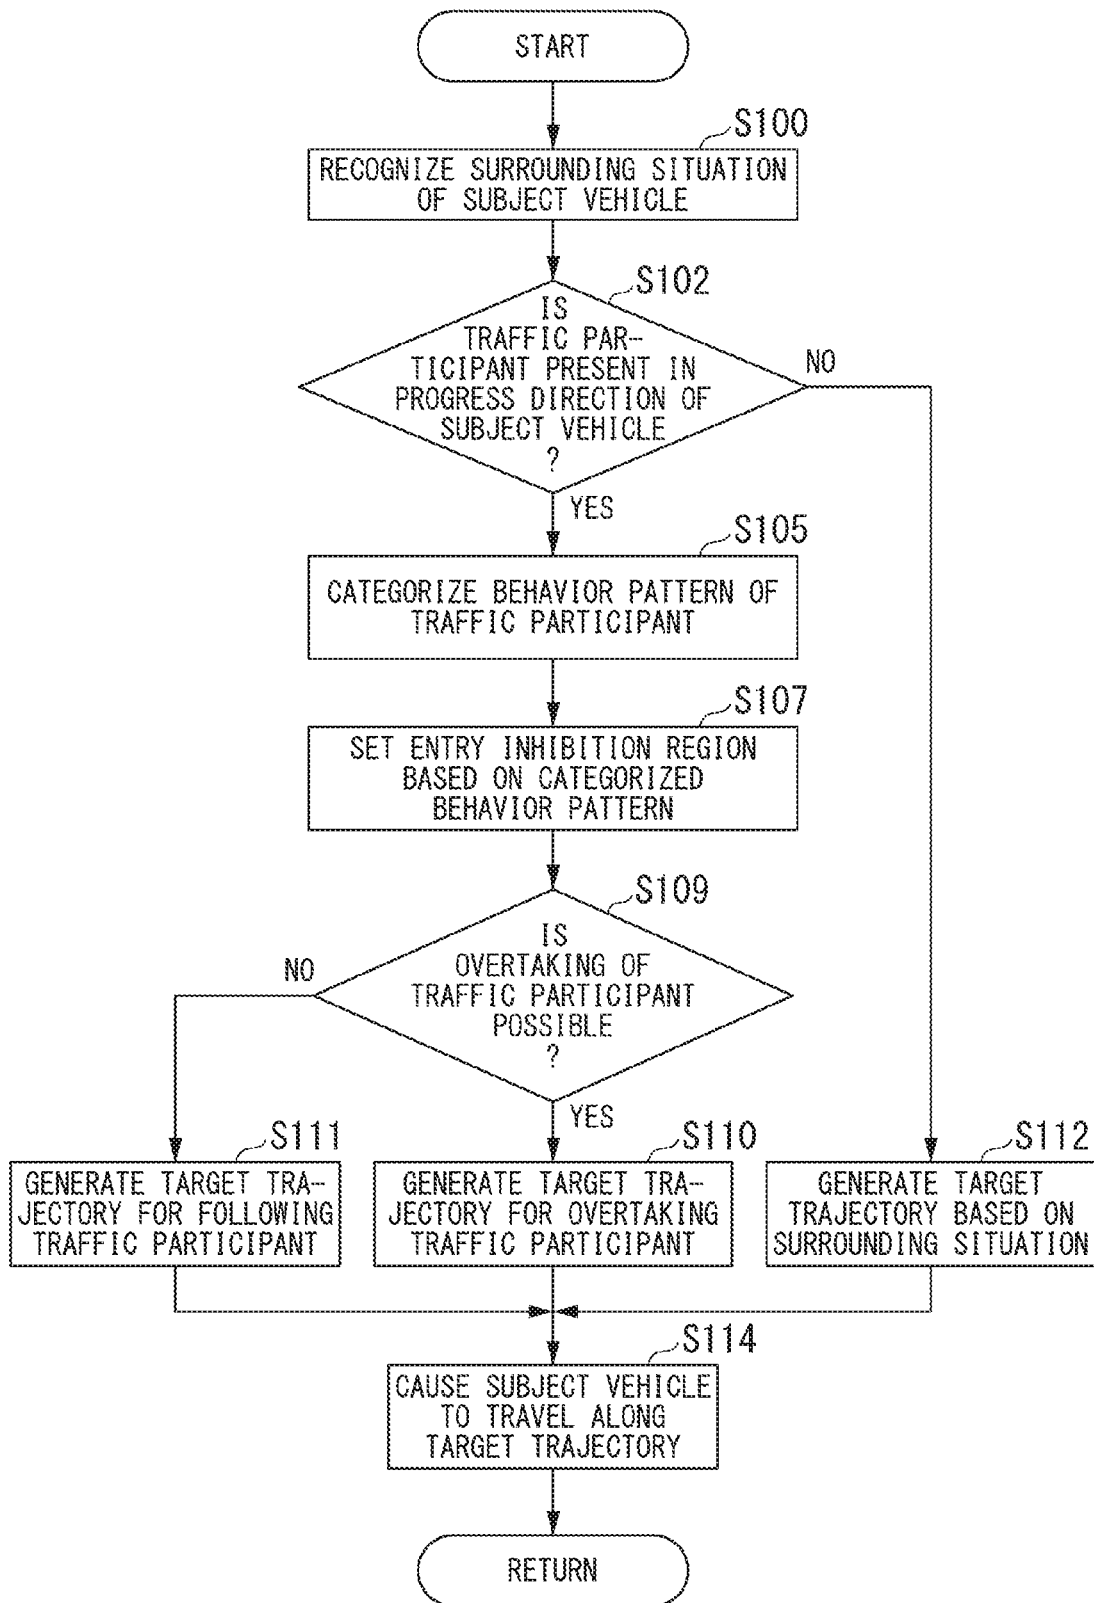 START
S100
RECOGNIZE SURROUNDING SITUATION
OF SUBJECT VEHICLE
S102
IS
TRAFFIC PAR-
TICIPANT PRESENT IN
PROGRESS DIRECTION OF
SUBJECT VEHICLE
?
NO
YES
S105
CATEGORIZE BEHAVIOR PATTERN OF
TRAFFIC PARTICIPANT
S107
SET ENTRY INHIBITION REGION
BASED ON CATEGORIZED
BEHAVIOR PATTERN
S109
IS
OVERTAKING OF
TRAFFIC PARTICIPANT
POSSIBLE
?
NO
YES
S111
GENERATE TARGET TRA-
JECTORY FOR FOLLOWING
TRAFFIC PARTICIPANT
S110
GENERATE TARGET TRA-
JECTORY FOR OVERTAKING
TRAFFIC PARTICIPANT
S112
GENERATE TARGET
TRAJECTORY BASED ON
SURROUNDING SITUATION
S114
CAUSE SUBJECT VEHICLE
TO TRAVEL ALONG
TARGET TRAJECTORY
RETURN